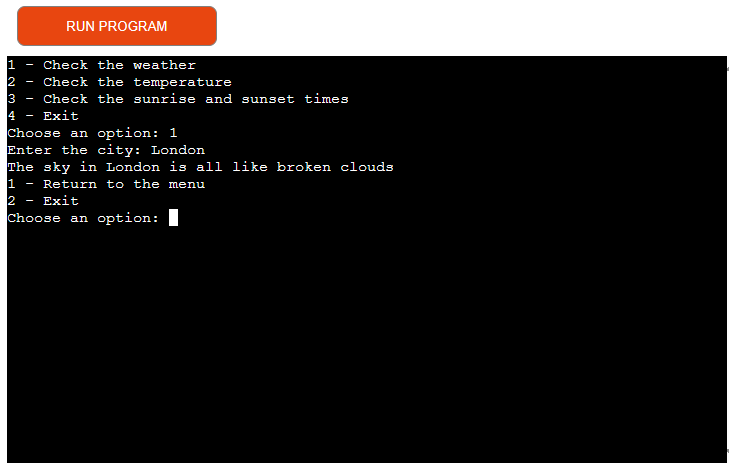 RUN PROGRAM
1 - Check the weather
2 - Check the temperature
3 - Check the sunrise and sunset times
4 - Exit
Choose an option: 1
Enter the city: London
The sky in London is all like broken clouds
1 - Return to the menu
2 - Exit
Choose an option: